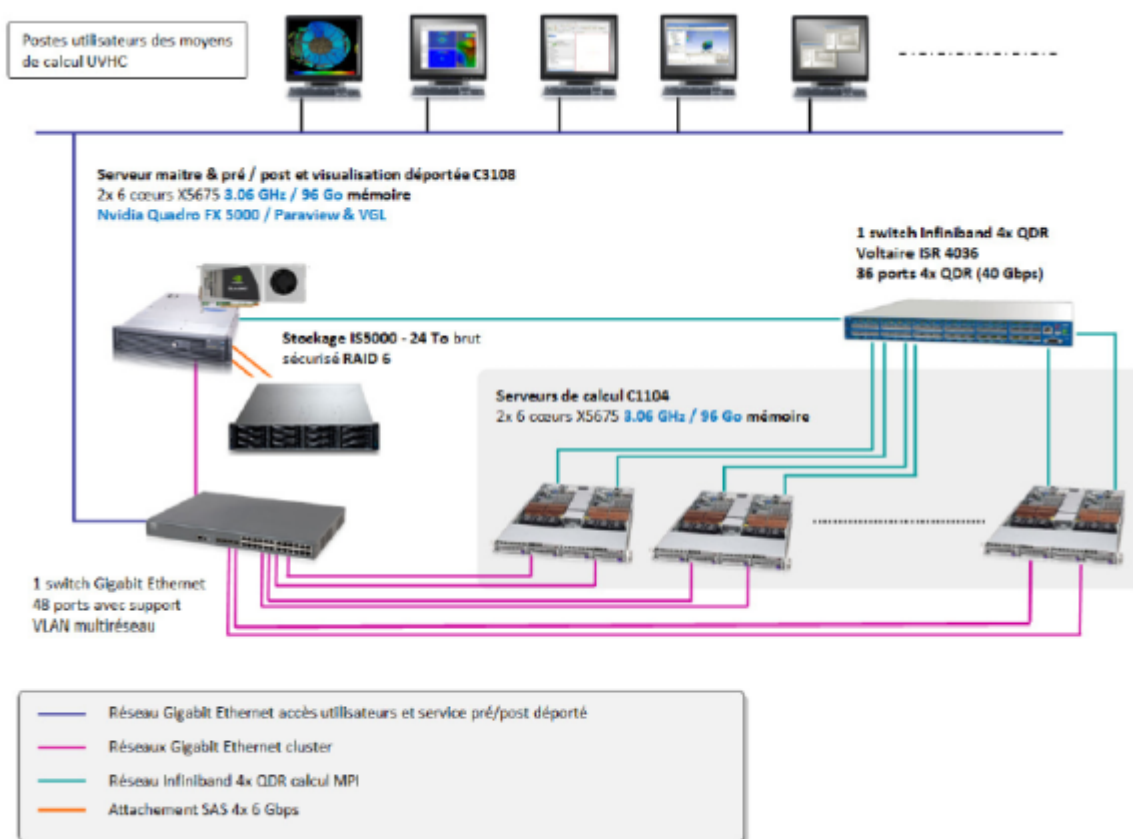 Postes utilisateurs des moyens
de calcul UVHC
Serveur maitre & pré / post et visualisation déportée C3108
2x 6 cœurs X5675 3.06 GHz / 96 Go mémoire
Nvidia Quadro FX 5000 / Paraview & VGL
1 switch Infiniband 4x QDR
Voltaire ISR 4036
36 ports 4x QDR (40 Gbps)
Stockage IS5000 - 24 To brut
sécurisé RAID 6
Serveurs de calcul C1104
2x 6 cœurs X5675 3.06 GHz / 96 Go mémoire
1 switch Gigabit Ethernet
48 ports avec support
VLAN multiréseau
Réseau Gigabit Ethernet accès utilisateurs et service pré/post déporté
Réseaux Gigabit Ethernet cluster
Réseau Infiniband 4x QDR calcul MPI
Attachement SAS 4x 6 Gbps